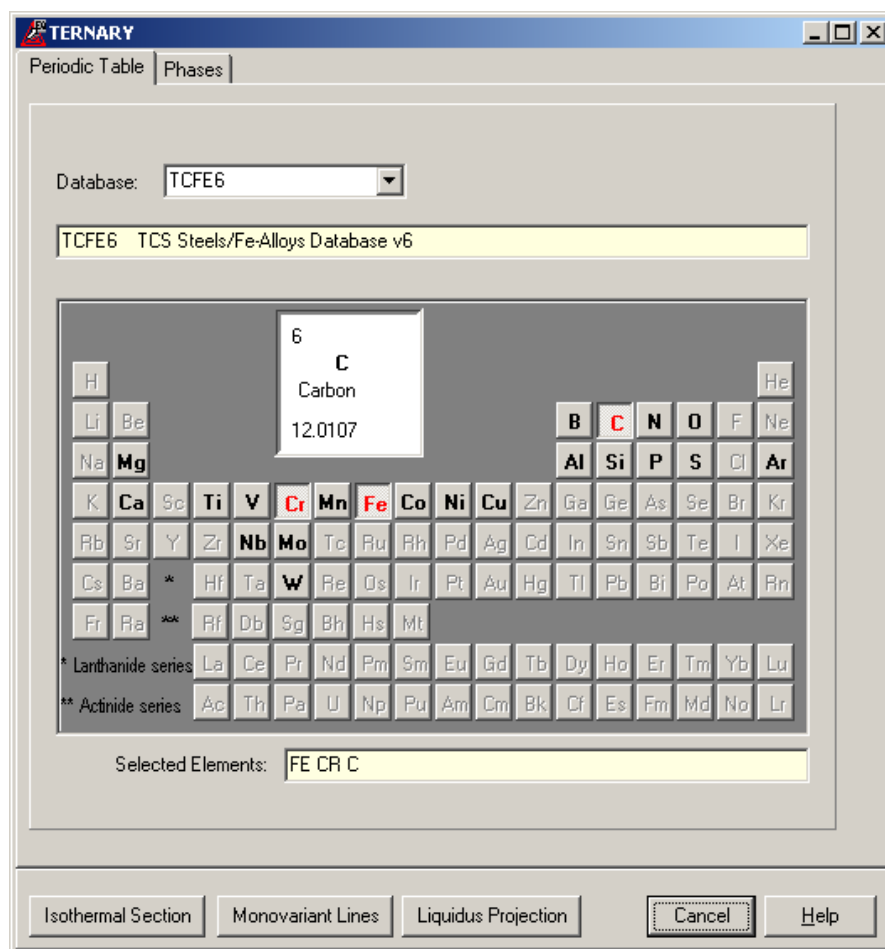 TERNARY
Periodic Table Phases
Database: TCFE6
TCFE6 TCS Steels/Fe-Alloys Database v6
6
C
Carbon
12.0107
H He
Li Be B C N O F Ne
Na Mg Al Si P S Cl Ar
K Ca Sc Ti V Cr Mn Fe Co Ni Cu Zn Ga Ge As Se Br Kr
Rb Sr Y Zr Nb Mo Tc Ru Rh Pd Ag Cd In Sn Sb Te I Xe
Cs Ba * Hf Ta W Re Os Ir Pt Au Hg Tl Pb Bi Po At Rn
Fr Ra ** Rf Db Sg Bh Hs Mt
* Lanthanide series La Ce Pr Nd Pm Sm Eu Gd Tb Dy Ho Er Tm Yb Lu
** Actinide series Ac Th Pa U Np Pu Am Cm Bk Cf Es Fm Md No Lr
Selected Elements: FE CR C
Isothermal Section Monovariant Lines Liquidus Projection Cancel Help